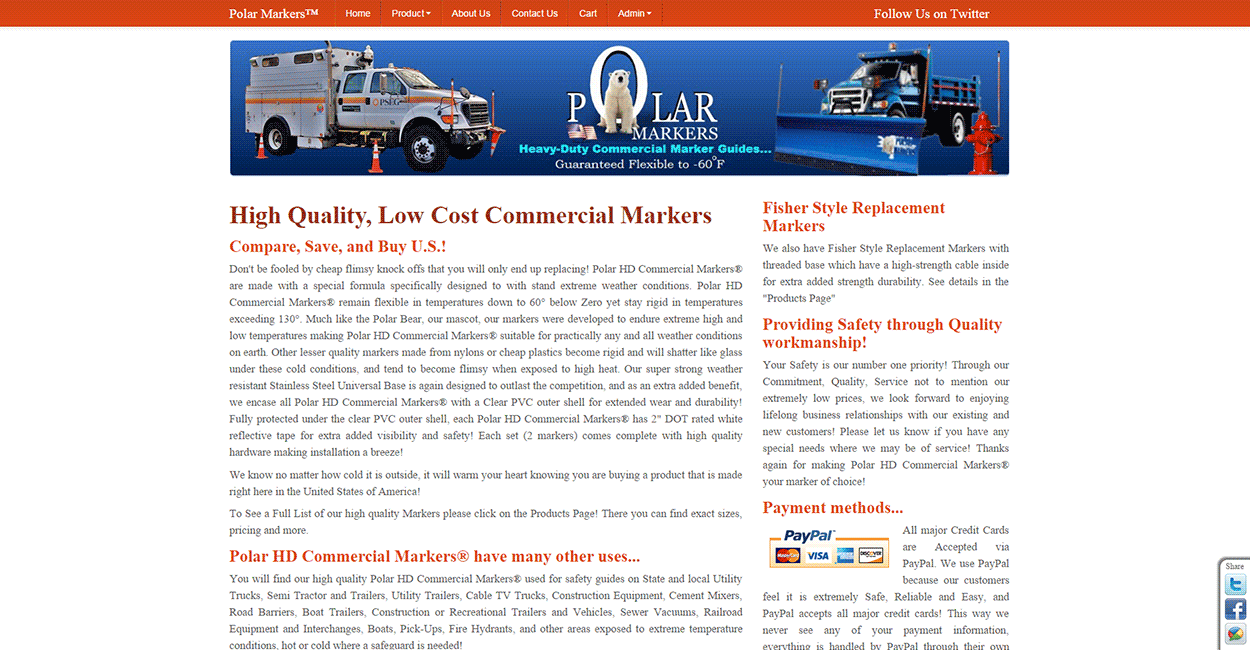 Polar Markers™ Home Product About Us Contact Us Cart Admin Follow Us on Twitter
PSEG
POLAR
MARKERS
Heavy-Duty Commercial Marker Guides...
Guaranteed Flexible to -60°F
High Quality, Low Cost Commercial Markers
Compare, Save, and Buy U.S.!
Don't be fooled by cheap flimsy knock offs that you will only end up replacing! Polar HD Commercial Markers®
are made with a special formula specifically designed to with stand extreme weather conditions. Polar HD
Commercial Markers® remain flexible in temperatures down to 60° below Zero yet stay rigid in temperatures
exceeding 130°. Much like the Polar Bear, our mascot, our markers were developed to endure extreme high and
low temperatures making Polar HD Commercial Markers® suitable for practically any and all weather conditions
on earth. Other lesser quality markers made from nylons or cheap plastics become rigid and will shatter like glass
under these cold conditions, and tend to become flimsy when exposed to high heat. Our super strong weather
resistant Stainless Steel Universal Base is again designed to outlast the competition, and as an extra added benefit,
we encase all Polar HD Commercial Markers® with a Clear PVC outer shell for extended wear and durability!
Fully protected under the clear PVC outer shell, each Polar HD Commercial Markers® has 2" DOT rated white
reflective tape for extra added visibility and safety! Each set (2 markers) comes complete with high quality
hardware making installation a breeze!
We know no matter how cold it is outside, it will warm your heart knowing you are buying a product that is made
right here in the United States of America!
To See a Full List of our high quality Markers please click on the Products Page! There you can find exact sizes,
pricing and more.
Polar HD Commercial Markers® have many other uses...
You will find our high quality Polar HD Commercial Markers® used for safety guides on State and local Utility
Trucks, Semi Tractor and Trailers, Utility Trailers, Cable TV Trucks, Construction Equipment, Cement Mixers,
Road Barriers, Boat Trailers, Construction or Recreational Trailers and Vehicles, Sewer Vacuums, Railroad
Equipment and Interchanges, Boats, Pick-Ups, Fire Hydrants, and other areas exposed to extreme temperature
conditions, hot or cold where a safeguard is needed!
Fisher Style Replacement
Markers
We also have Fisher Style Replacement Markers with
threaded base which have a high-strength cable inside
for extra added strength durability. See details in the
"Products Page"
Providing Safety through Quality
workmanship!
Your Safety is our number one priority! Through our
Commitment, Quality, Service not to mention our
extremely low prices, we look forward to enjoying
lifelong business relationships with our existing and
new customers! Please let us know if you have any
special needs where we may be of service! Thanks
again for making Polar HD Commercial Markers®
your marker of choice!
Payment methods...
PayPal
MasterCard VISA DISCOVER
All major Credit Cards
are Accepted via
PayPal. We use PayPal
because our customers
feel it is extremely Safe, Reliable and Easy, and
PayPal accepts all major credit cards! This way we
never see any of your payment information,
everything is handled by PayPal through their own
Share